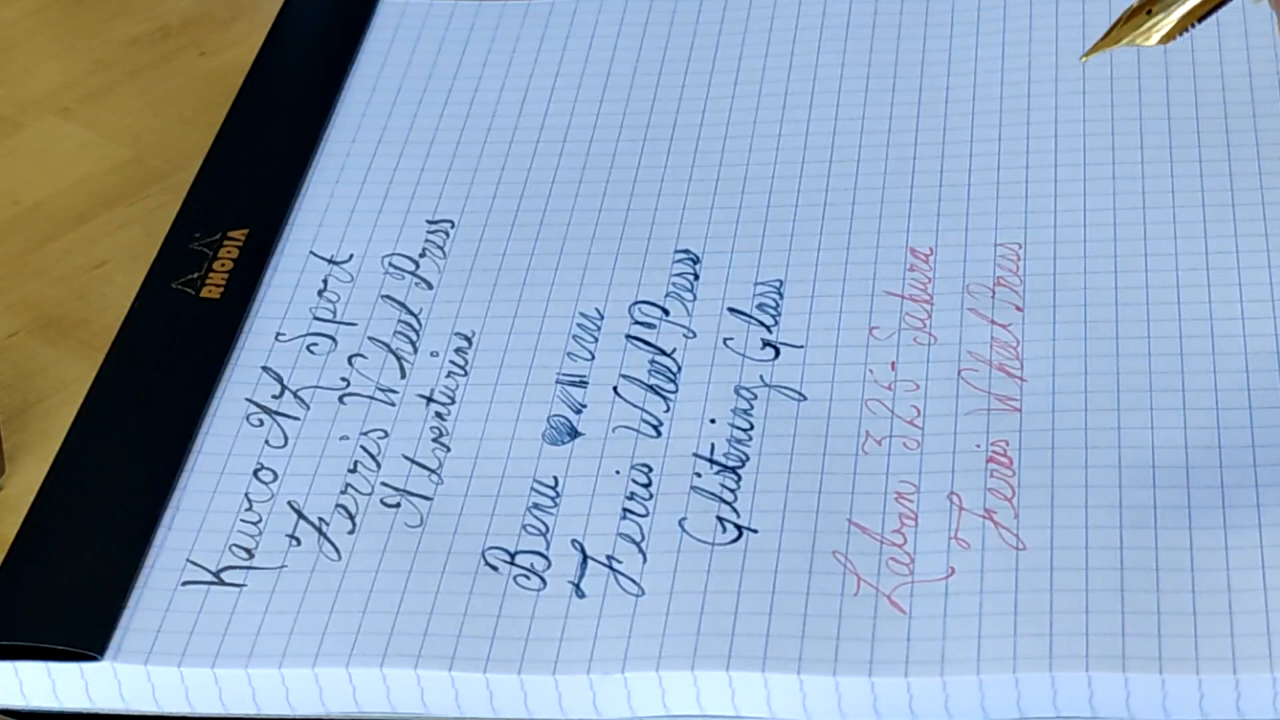 RHODIA
Kaweco AL Sport
Ferris Wheel Press
Adventurine
Benu
Ferris Wheel Press
Glistening Glass
Laban 325-Sakura
Ferris Wheel Press